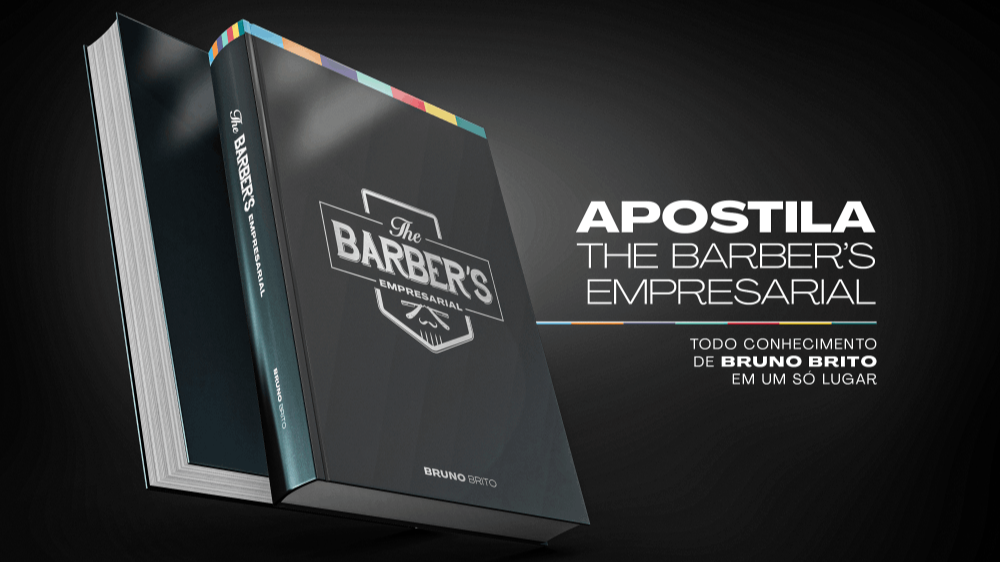 The BARBER'S EMPRESARIAL
BRUNO BRITO
The
BARBER'S
EMPRESARIAL
BRUNO BRITO
APOSTILA
THE BARBER'S
EMPRESARIAL
TODO CONHECIMENTO
DE BRUNO BRITO
EM UM SÓ LUGAR